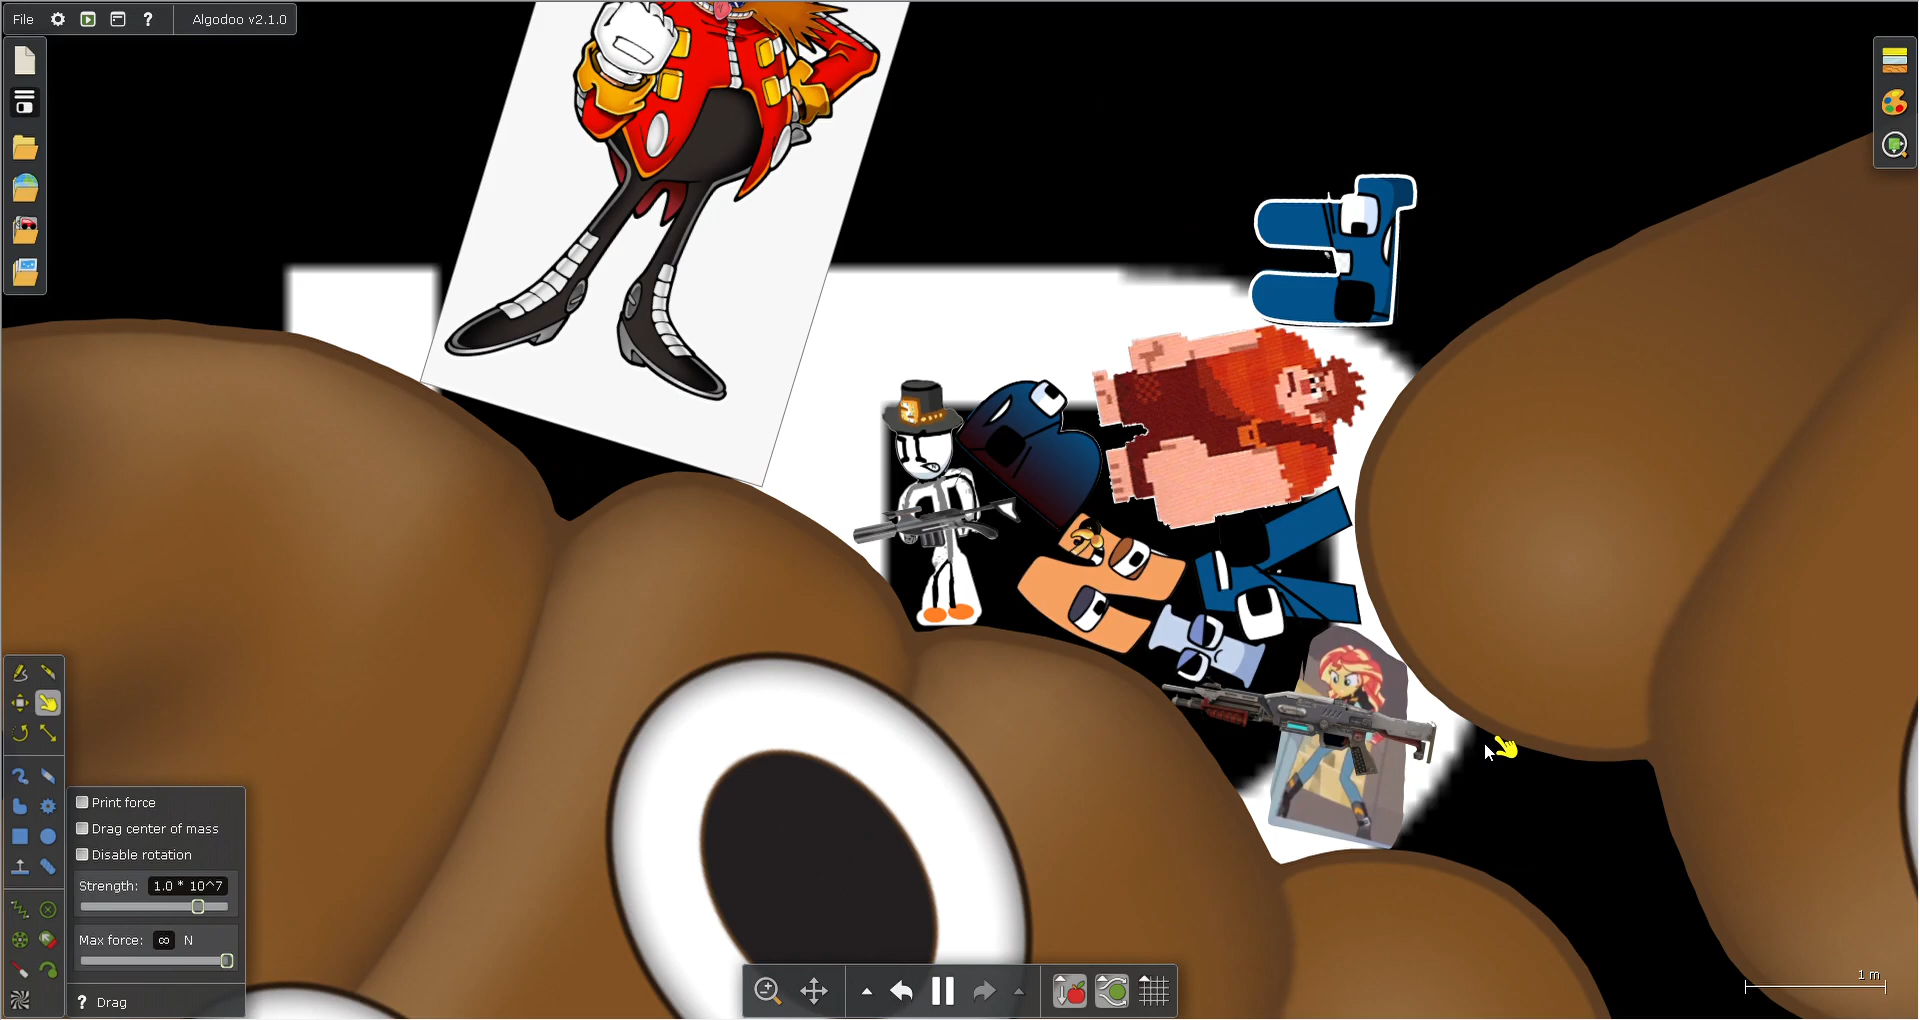 File ? Algodoo v2.1.0
Print force
Drag center of mass
Disable rotation
Strength: 1.0 * 10^7
Max force: ∞ N
? Drag
1 m